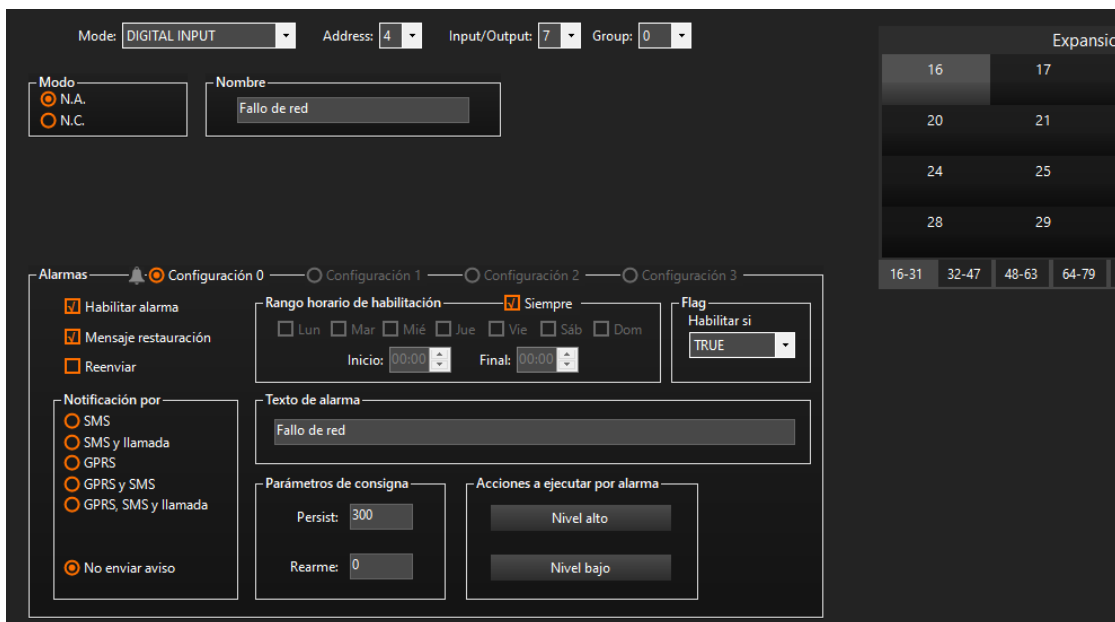 Mode: DIGITAL INPUT Address: 4 Input/Output: 7 Group: 0
Modo
N.A.
N.C.
Nombre
Fallo de red
Expansio
16 17
20 21
24 25
28 29
16-31 32-47 48-63 64-79
Alarmas Configuración 0 Configuración 1 Configuración 2 Configuración 3
Habilitar alarma
Mensaje restauración
Reenviar
Rango horario de habilitación Siempre
Lun Mar Mié Jue Vie Sáb Dom
Inicio: 00:00 Final: 00:00
Flag
Habilitar si
TRUE
Notificación por
SMS
SMS y llamada
GPRS
GPRS y SMS
GPRS, SMS y llamada
No enviar aviso
Texto de alarma
Fallo de red
Parámetros de consigna
Persist: 300
Rearme: 0
Acciones a ejecutar por alarma
Nivel alto
Nivel bajo